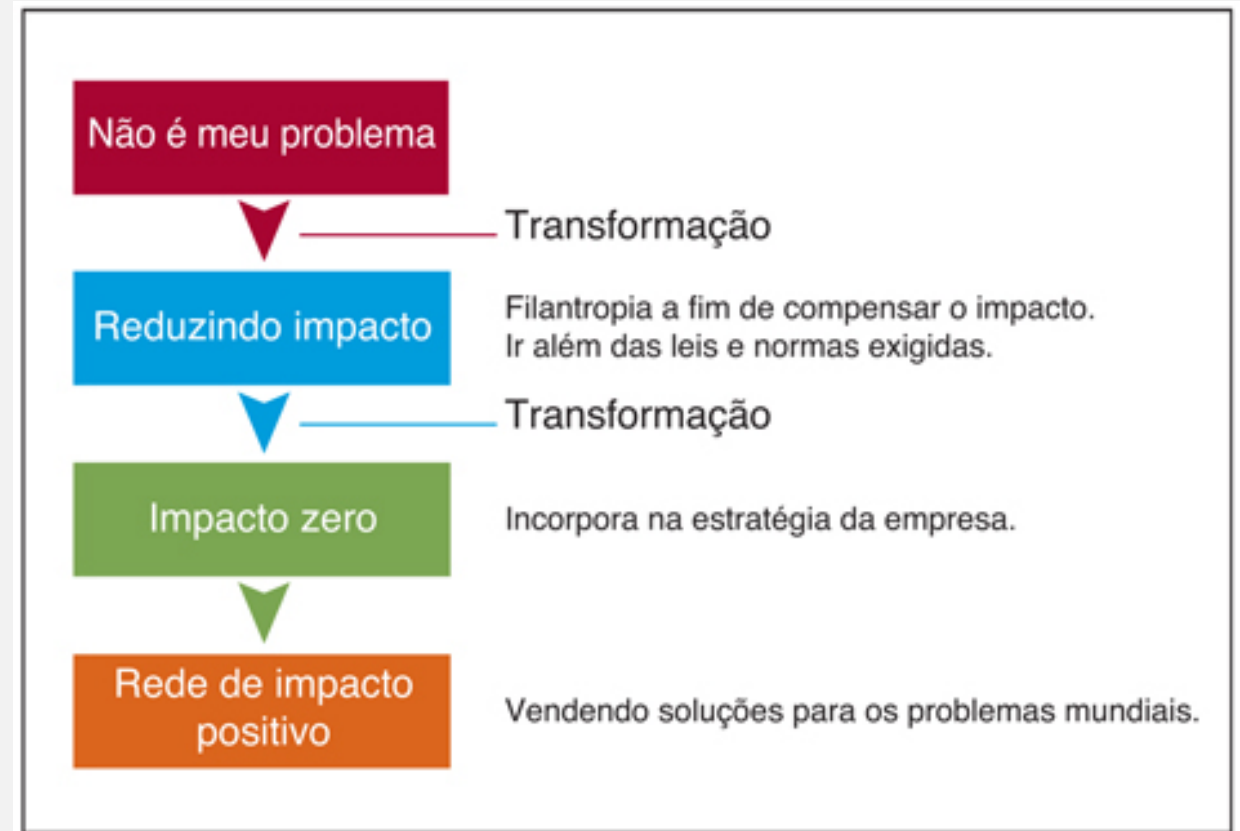 Não é meu problema
Transformação
Reduzindo impacto
Filantropia a fim de compensar o impacto.
Ir além das leis e normas exigidas.
Transformação
Impacto zero
Incorpora na estratégia da empresa.
Rede de impacto
positivo
Vendendo soluções para os problemas mundiais.